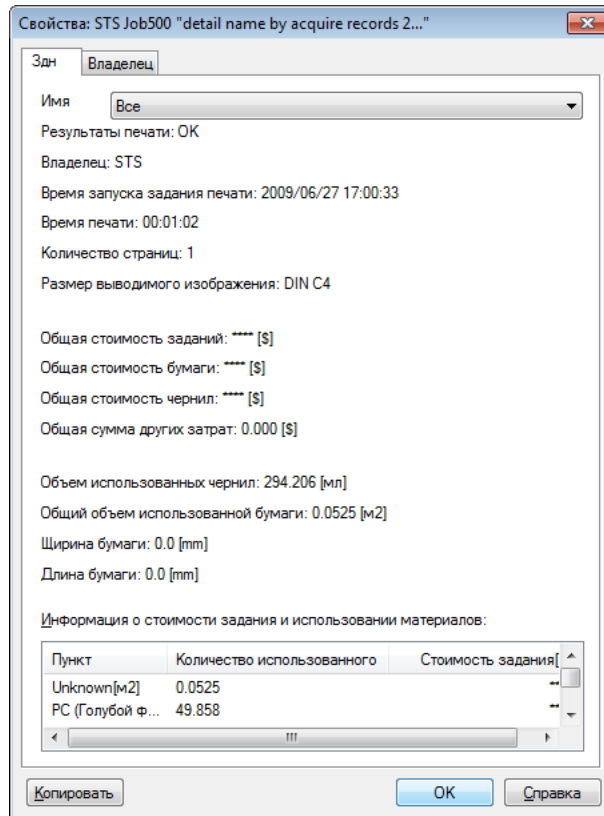 Свойства: STS Job500 "detail name by acquire records 2..."
Здн Владелец
Имя Все
Результаты печати: OK
Владелец: STS
Время запуска задания печати: 2009/06/27 17:00:33
Время печати: 00:01:02
Количество страниц: 1
Размер выводимого изображения: DIN C4
Общая стоимость заданий: **** [$]
Общая стоимость бумаги: **** [$]
Общая стоимость чернил: **** [$]
Общая сумма других затрат: 0.000 [$]
Объем использованных чернил: 294.206 [мл]
Общий объем использованной бумаги: 0.0525 [м2]
Ширина бумаги: 0.0 [mm]
Длина бумаги: 0.0 [mm]
Информация о стоимости задания и использовании материалов:
Пункт Количество использованного Стоимость задания[
Unknown[м2] 0.0525 **
PC (Голубой ф... 49.858 **
Копировать OK Справка